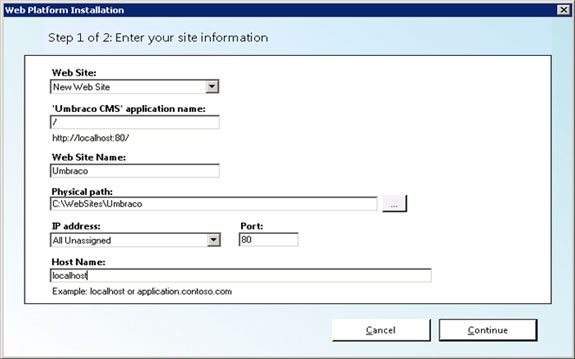 Web Platform Installation
Step 1 of 2: Enter your site information
Web Site:
New Web Site
'Umbraco CMS' application name:
/
http://localhost:80/
Web Site Name:
Umbraco
Physical path:
C:\WebSites\Umbraco
...
IP address: Port:
All Unassigned 80
Host Name:
localhost
Example: localhost or application.contoso.com
Cancel Continue